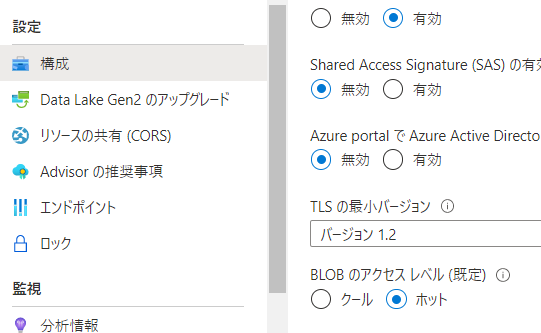 設定
構成
Data Lake Gen2 のアップグレード
リソースの共有 (CORS)
Advisor の推奨事項
エンドポイント
ロック
監視
分析情報
無効 有効
Shared Access Signature (SAS) の有
無効 有効
Azure portal で Azure Active Directo
無効 有効
TLS の最小バージョン
バージョン 1.2
BLOB のアクセス レベル (既定)
クール ホット